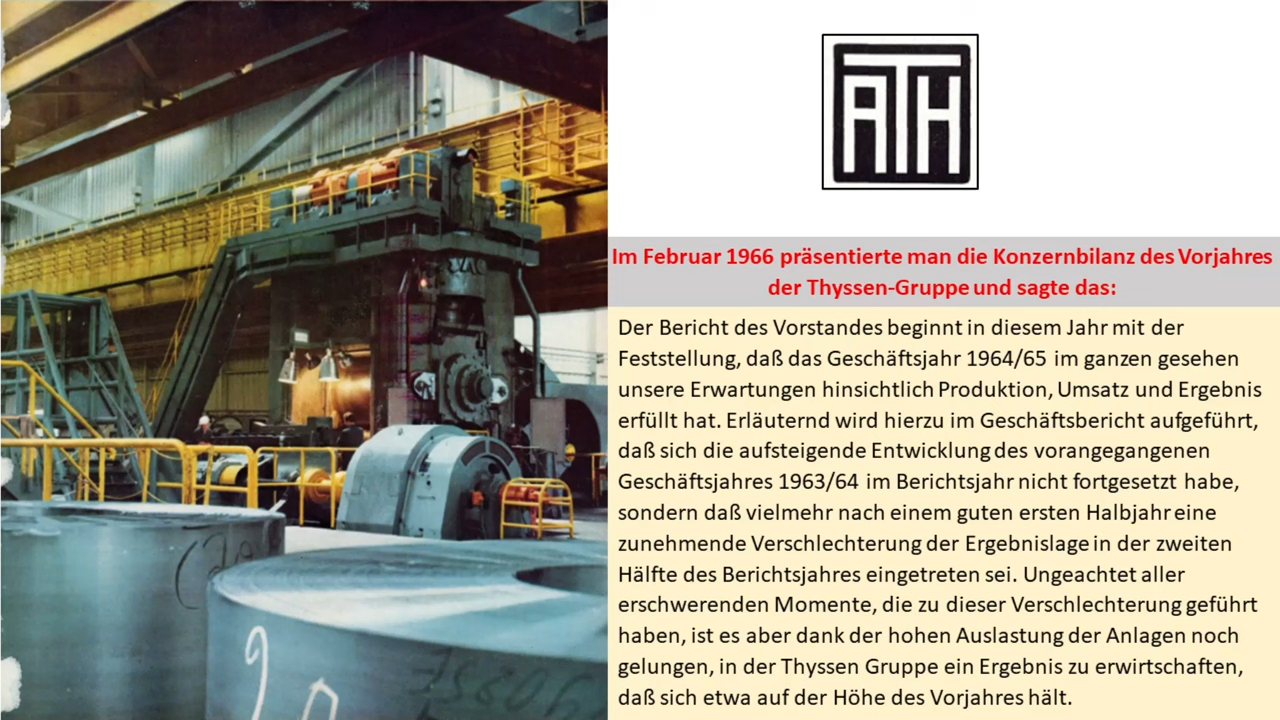 ATH
Im Februar 1966 präsentierte man die Konzernbilanz des Vorjahres
der Thyssen-Gruppe und sagte das:
Der Bericht des Vorstandes beginnt in diesem Jahr mit der
Feststellung, daß das Geschäftsjahr 1964/65 im ganzen gesehen
unsere Erwartungen hinsichtlich Produktion, Umsatz und Ergebnis
erfüllt hat. Erläuternd wird hierzu im Geschäftsbericht aufgeführt,
daß sich die aufsteigende Entwicklung des vorangegangenen
Geschäftsjahres 1963/64 im Berichtsjahr nicht fortgesetzt habe,
sondern daß vielmehr nach einem guten ersten Halbjahr eine
zunehmende Verschlechterung der Ergebnislage in der zweiten
Hälfte des Berichtsjahres eingetreten sei. Ungeachtet aller
erschwerenden Momente, die zu dieser Verschlechterung geführt
haben, ist es aber dank der hohen Auslastung der Anlagen noch
gelungen, in der Thyssen Gruppe ein Ergebnis zu erwirtschaften,
daß sich etwa auf der Höhe des Vorjahres hält.